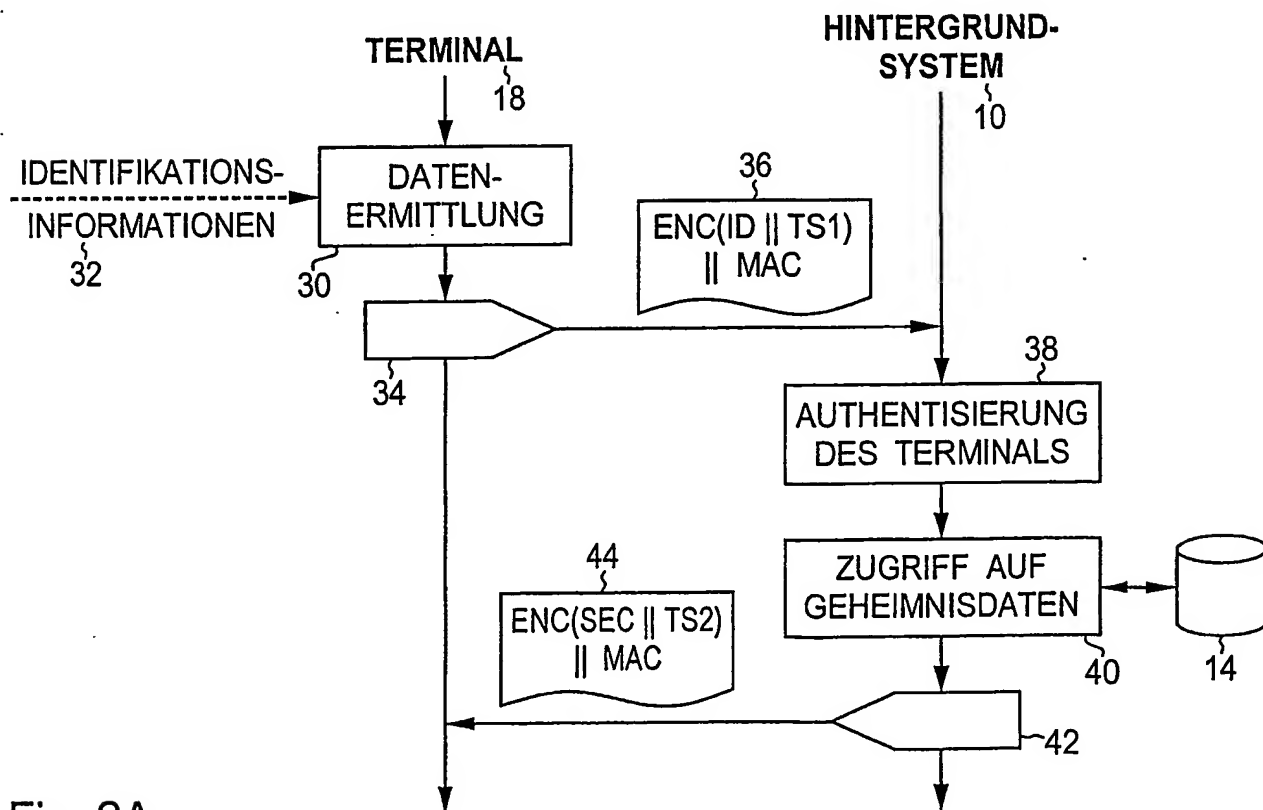 TERMINAL
18
HINTERGRUND-
SYSTEM
10
IDENTIFIKATIONS-
INFORMATIONEN
32
DATEN-
ERMITTLUNG
30
36
ENC(ID || TS1)
|| MAC
34
38
AUTHENTISIERUNG
DES TERMINALS
ZUGRIFF AUF
GEHEIMNISDATEN
40
14
44
ENC(SEC || TS2)
|| MAC
42